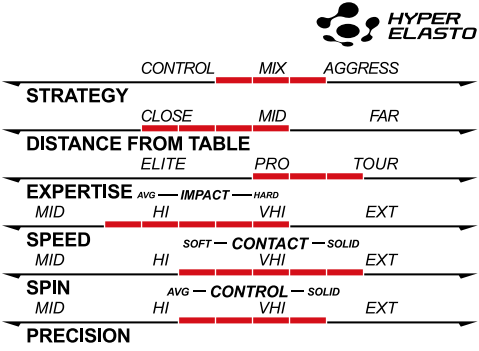 HYPER
ELASTO
CONTROL MIX AGGRESS
STRATEGY
CLOSE MID FAR
DISTANCE FROM TABLE
ELITE PRO TOUR
EXPERTISE AVG — IMPACT — HARD
MID HI VHI EXT
SPEED SOFT — CONTACT — SOLID
MID HI VHI EXT
SPIN AVG — CONTROL — SOLID
MID HI VHI EXT
PRECISION